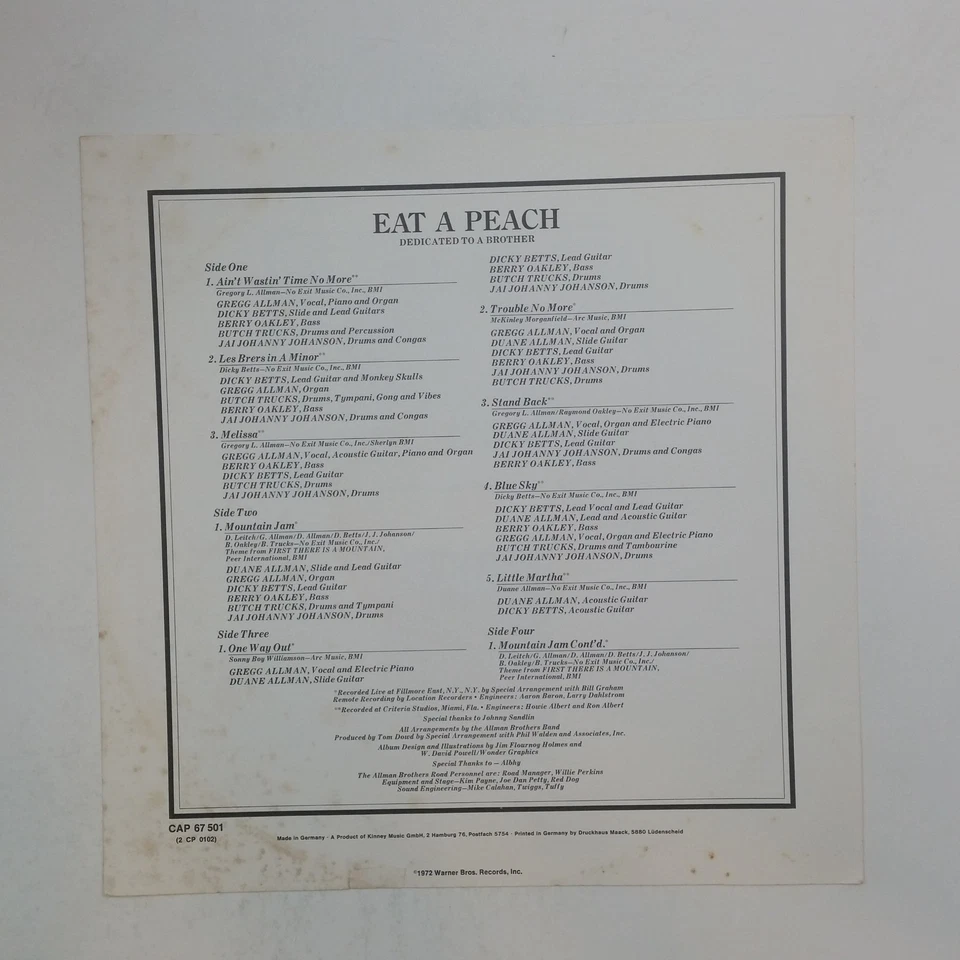 EAT A PEACH
DEDICATED TO A BROTHER
Side One
1. Ain't Wastin' Time No More**
Gregory L. Allman—No Exit Music Co., Inc., BMI
GREGG ALLMAN, Vocal, Piano and Organ
DICKY BETTS, Slide and Lead Guitars
BERRY OAKLEY, Bass
BUTCH TRUCKS, Drums and Percussion
JAI JOHANNY JOHANSON, Drums and Congas
2. Les Brers in A Minor**
Dicky Betts—No Exit Music Co., Inc., BMI
DICKY BETTS, Lead Guitar and Monkey Skulls
GREGG ALLMAN, Organ
BUTCH TRUCKS, Drums, Tympani, Gong and Vibes
BERRY OAKLEY, Bass
JAI JOHANNY JOHANSON, Drums and Congas
3. Melissa**
Gregory L. Allman—No Exit Music Co., Inc./Sherlyn BMI
GREGG ALLMAN, Vocal, Acoustic Guitar, Piano and Organ
BERRY OAKLEY, Bass
DICKY BETTS, Lead Guitar
BUTCH TRUCKS, Drums
JAI JOHANNY JOHANSON, Drums
Side Two
1. Mountain Jam*
D. Leitch/G. Allman/D. Allman/D. Betts/J. J. Johanson/
B. Oakley/B. Trucks—No Exit Music Co., Inc./
Theme from FIRST THERE IS A MOUNTAIN,
Peer International, BMI
DUANE ALLMAN, Slide and Lead Guitar
GREGG ALLMAN, Organ
DICKY BETTS, Lead Guitar
BERRY OAKLEY, Bass
BUTCH TRUCKS, Drums and Tympani
JAI JOHANNY JOHANSON, Drums
Side Three
1. One Way Out*
Sonny Boy Williamson—Arc Music, BMI
GREGG ALLMAN, Vocal and Electric Piano
DUANE ALLMAN, Slide Guitar
DICKY BETTS, Lead Guitar
BERRY OAKLEY, Bass
BUTCH TRUCKS, Drums
JAI JOHANNY JOHANSON, Drums
2. Trouble No More*
McKinley Morganfield—Arc Music, BMI
GREGG ALLMAN, Vocal and Organ
DUANE ALLMAN, Slide Guitar
DICKY BETTS, Lead Guitar
BERRY OAKLEY, Bass
JAI JOHANNY JOHANSON, Drums
BUTCH TRUCKS, Drums
3. Stand Back**
Gregory L. Allman/Raymond Oakley—No Exit Music Co., Inc., BMI
GREGG ALLMAN, Vocal, Organ and Electric Piano
DUANE ALLMAN, Slide Guitar
DICKY BETTS, Lead Guitar
JAI JOHANNY JOHANSON, Drums and Congas
BERRY OAKLEY, Bass
4. Blue Sky**
Dicky Betts—No Exit Music Co., Inc., BMI
DICKY BETTS, Lead Vocal and Lead Guitar
DUANE ALLMAN, Lead and Acoustic Guitar
BERRY OAKLEY, Bass
GREGG ALLMAN, Vocal, Organ and Electric Piano
BUTCH TRUCKS, Drums and Tambourine
JAI JOHANNY JOHANSON, Drums
5. Little Martha**
Duane Allman—No Exit Music Co., Inc., BMI
DUANE ALLMAN, Acoustic Guitar
DICKY BETTS, Acoustic Guitar
Side Four
1. Mountain Jam Cont'd.*
D. Leitch/G. Allman/D. Allman/D. Betts/J. J. Johanson/
B. Oakley/B. Trucks—No Exit Music Co., Inc./
Theme from FIRST THERE IS A MOUNTAIN,
Peer International, BMI
*Recorded Live at Fillmore East, N.Y., N.Y. by Special Arrangement with Bill Graham
Remote Recording by Location Recorders • Engineers: Aaron Baron, Larry Dahlstrom
**Recorded at Criteria Studios, Miami, Fla. • Engineers: Howie Albert and Ron Albert
Special thanks to Johnny Sandlin
All Arrangements by the Allman Brothers Band
Produced by Tom Dowd by Special Arrangement with Phil Walden and Associates, Inc.
Album Design and Illustrations by Jim Flournoy Holmes and
W. David Powell/Wonder Graphics
Special Thanks to — Albhy
The Allman Brothers Road Personnel are: Road Manager, Willie Perkins
Equipment and Stage—Kim Payne, Joe Dan Petty, Red Dog
Sound Engineering—Mike Calahan, Twiggs, Tuffy
CAP 67 501
(2 CP 0102)
Made in Germany · A Product of Kinney Music GmbH, 2 Hamburg 76, Postfach 5754 · Printed in Germany by Druckhaus Maack, 5880 Lüdenscheid
©1972 Warner Bros. Records, Inc.